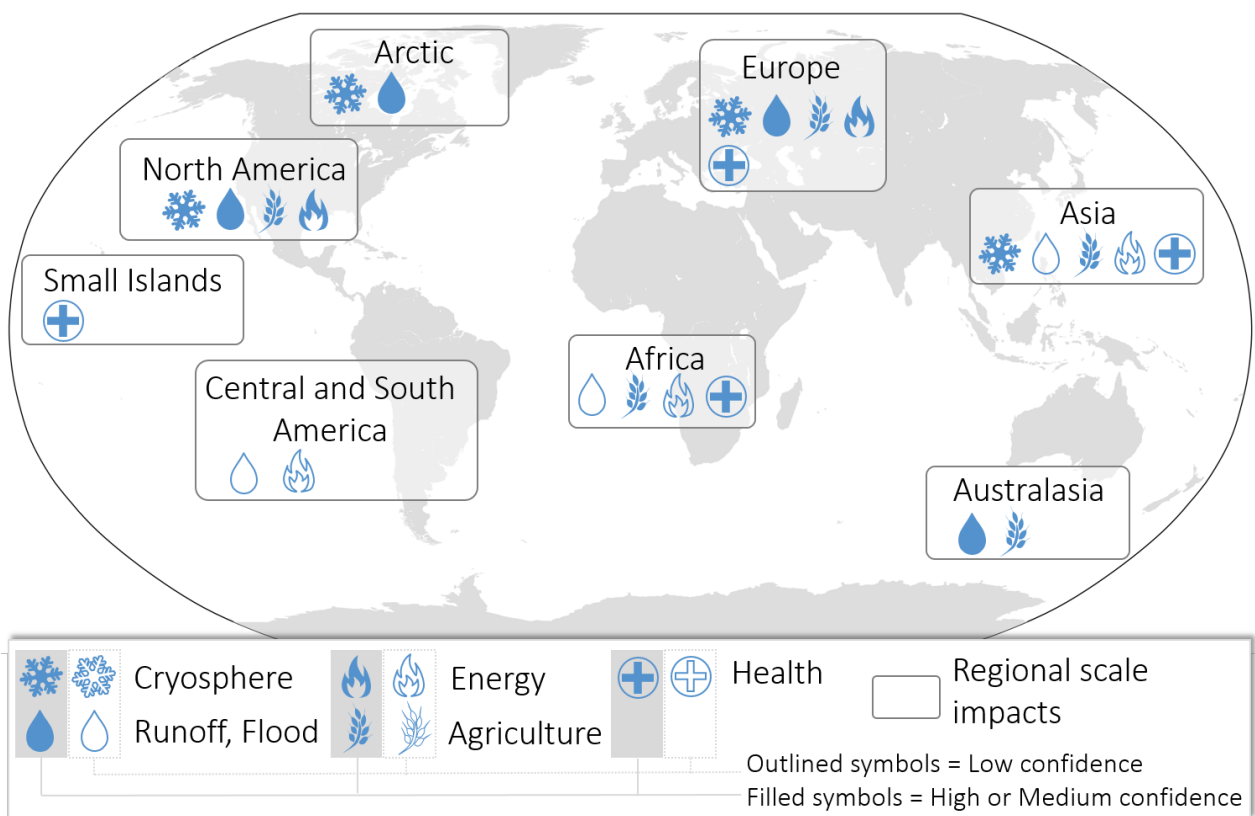 Arctic
Europe
North America
Asia
Small Islands
Africa
Central and South
America
Australasia
Cryosphere
Energy
Health
Regional scale
impacts
Runoff, Flood
Agriculture
Outlined symbols = Low confidence
Filled symbols = High or Medium confidence